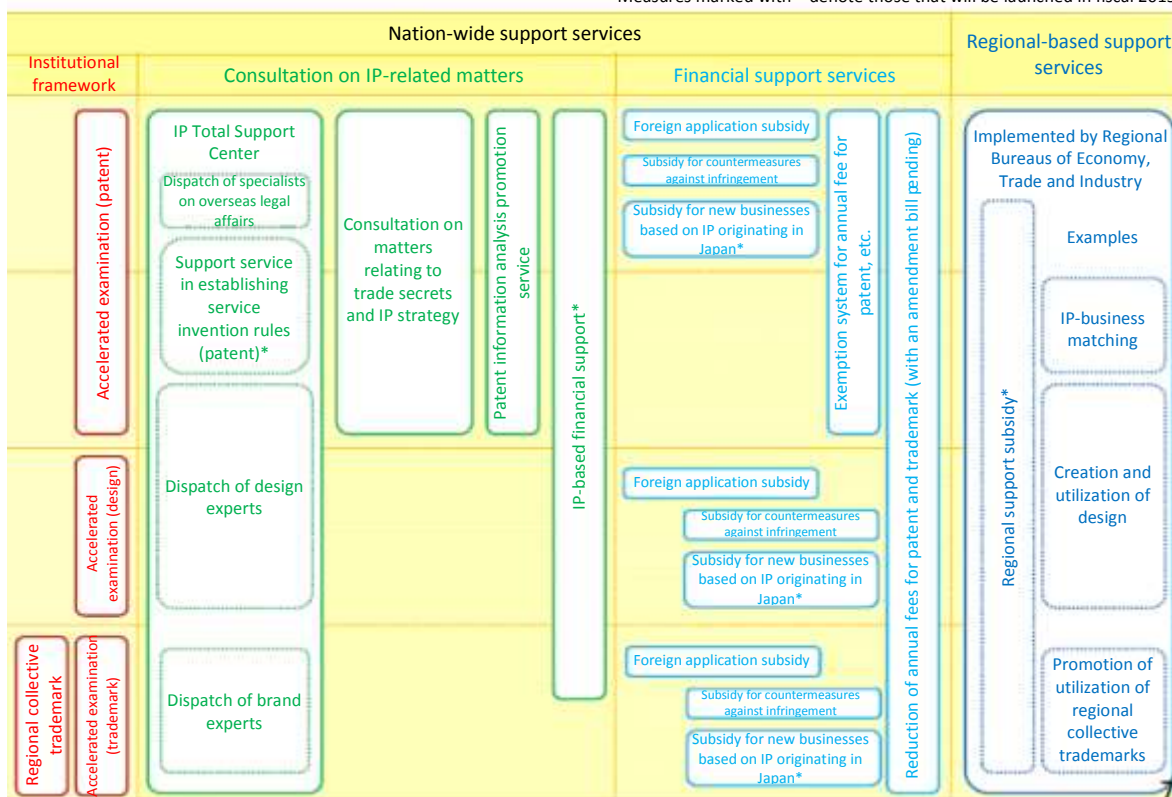 Measures marked with * denote those that will be launched in fiscal 2015
Nation-wide support services
Regional-based support
services
Institutional
framework
Consultation on IP-related matters
Financial support services
Accelerated examination (patent)
IP Total Support
Center
Dispatch of specialists
on overseas legal
affairs
Support service
in establishing
service
invention rules
(patent)*
Dispatch of design
experts
Dispatch of brand
experts
Consultation on
matters
relating to
trade secrets
and IP strategy
Patent information analysis promotion
service
IP-based financial support*
Foreign application subsidy
Subsidy for countermeasures
against infringement
Subsidy for new businesses
based on IP originating in
Japan*
Exemption system for annual fee for
patent, etc.
Reduction of annual fees for patent and trademark (with an amendment bill pending)
Accelerated
examination (design)
Foreign application subsidy
Subsidy for countermeasures
against infringement
Subsidy for new businesses
based on IP originating in
Japan*
Regional collective
trademark
Accelerated examination
(trademark)
Foreign application subsidy
Subsidy for countermeasures
against infringement
Subsidy for new businesses
based on IP originating in
Japan*
Implemented by Regional
Bureaus of Economy,
Trade and Industry
Regional support subsidy*
Examples
IP-business
matching
Creation and
utilization of
design
Promotion of
utilization of
regional
collective
trademarks